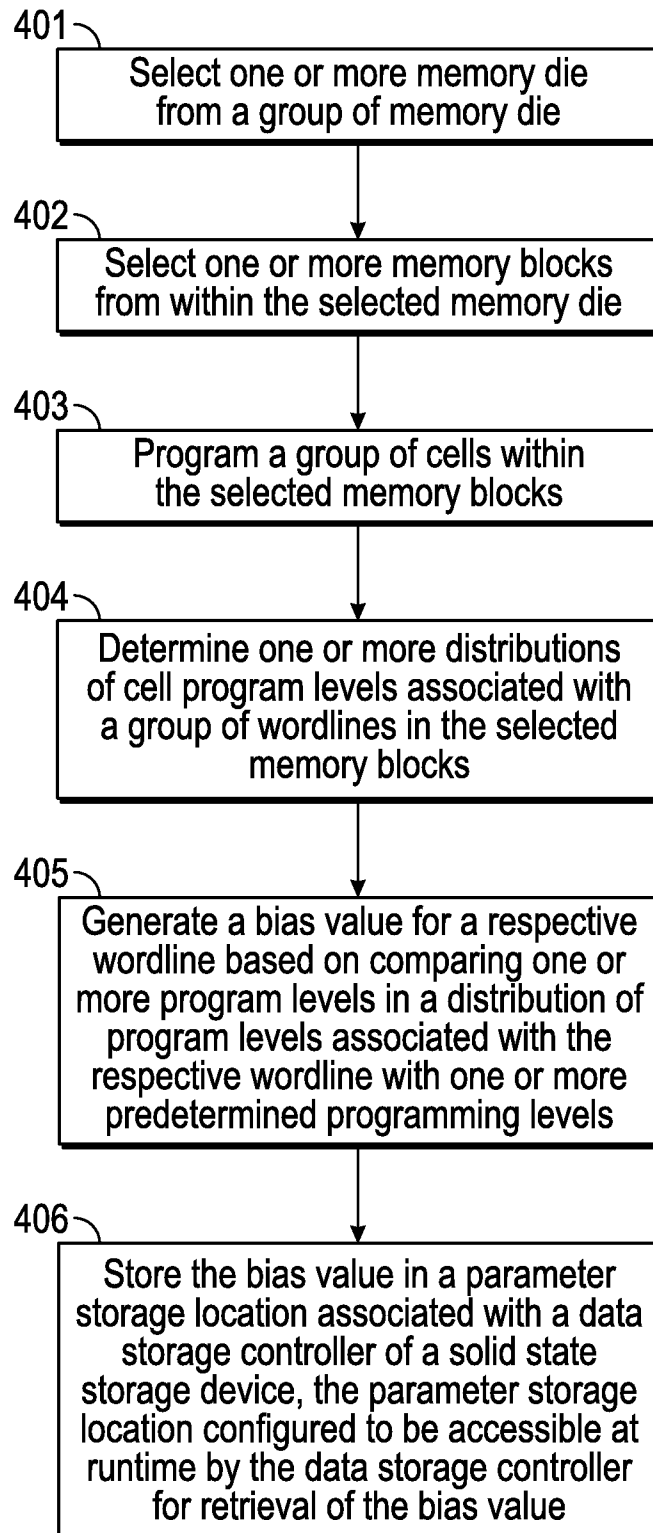 401
Select one or more memory die
from a group of memory die
402
Select one or more memory blocks
from within the selected memory die
403
Program a group of cells within
the selected memory blocks
404
Determine one or more distributions
of cell program levels associated with
a group of wordlines in the selected
memory blocks
405
Generate a bias value for a respective
wordline based on comparing one or
more program levels in a distribution of
program levels associated with the
respective wordline with one or more
predetermined programming levels
406
Store the bias value in a parameter
storage location associated with a data
storage controller of a solid state
storage device, the parameter storage
location configured to be accessible at
runtime by the data storage controller
for retrieval of the bias value